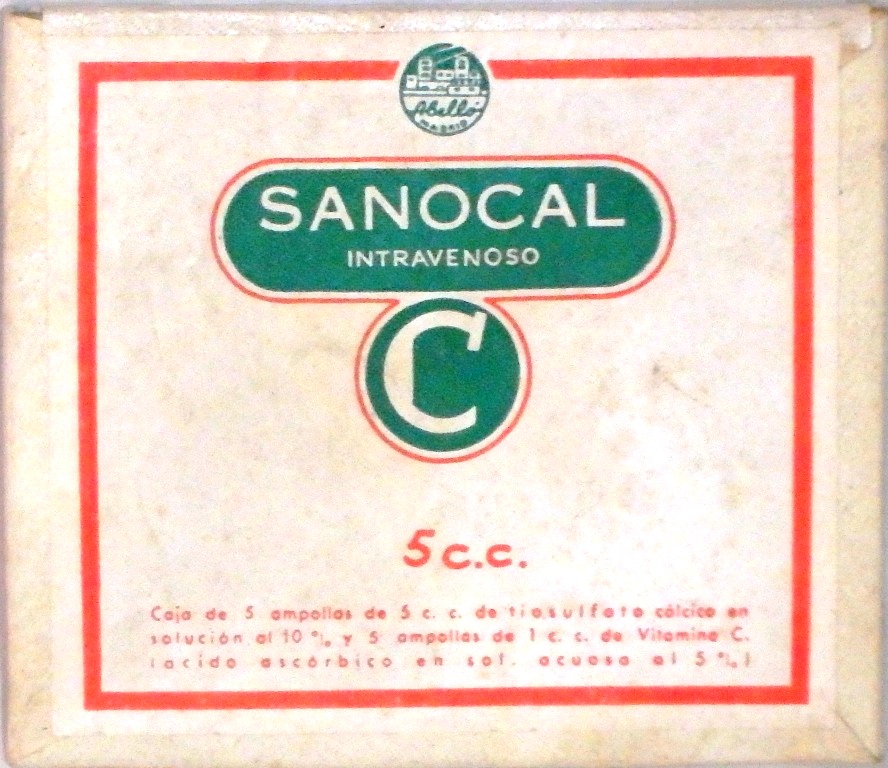 Abelló
MADRID
SANOCAL
INTRAVENOSO
C
5 c.c.
Caja de 5 ampollas de 5 c. c. de tiosulfato cálcico en
solución al 10 % y 5 ampollas de 1 c. c. de Vitamina C.
(acido ascórbico en sol. acuosa al 5 %)